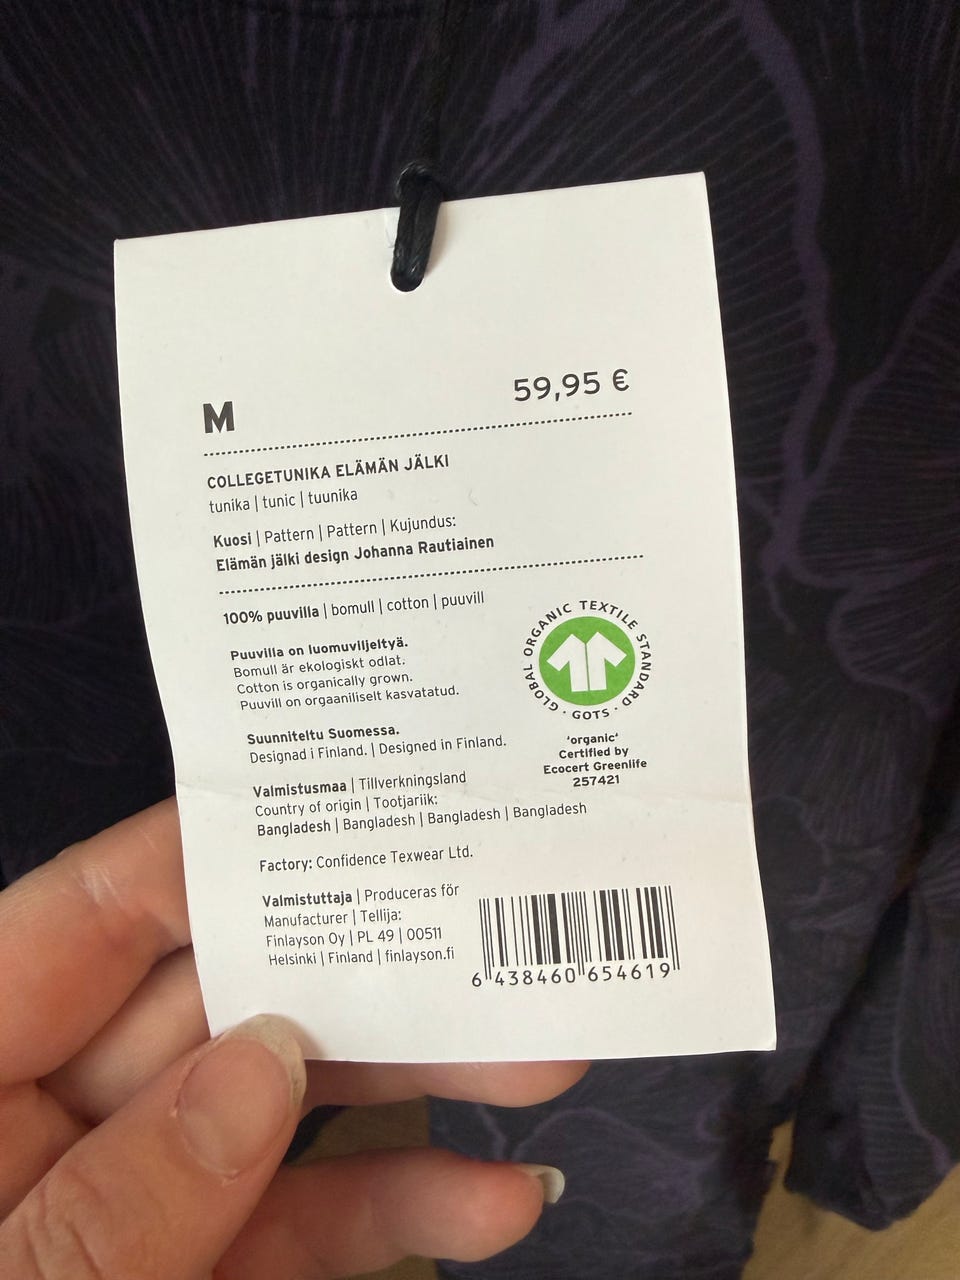 M
59,95 €
COLLEGETUNIKA ELÄMÄN JÄLKI
tunika | tunic | tuunika
Kuosi | Pattern | Pattern | Kujundus:
Elämän jälki design Johanna Rautiainen
100% puuvilla | bomull | cotton | puuvill
Puuvilla on luomuviljeltyä.
Bomull är ekologiskt odlat.
Cotton is organically grown.
Puuvill on orgaaniliselt kasvatatud.
GLOBAL ORGANIC TEXTILE STANDARD
· GOTS ·
'organic'
Certified by
Ecocert Greenlife
257421
Suunniteltu Suomessa.
Designad i Finland. | Designed in Finland.
Valmistusmaa | Tillverkningsland
Country of origin | Tootjariik:
Bangladesh | Bangladesh | Bangladesh | Bangladesh
Factory: Confidence Texwear Ltd.
Valmistuttaja | Produceras för
Manufacturer | Tellija:
Finlayson Oy | PL 49 | 00511
Helsinki | Finland | finlayson.fi
6 438460 654619